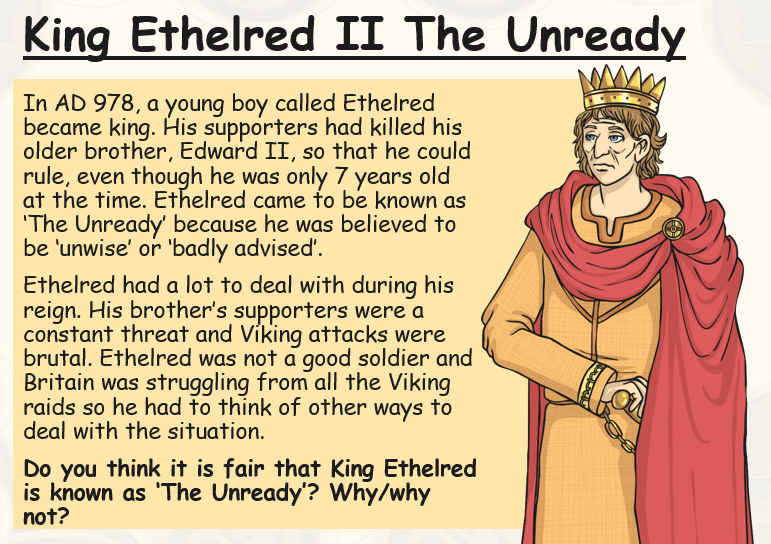 King Ethelred II The Unready
In AD 978, a young boy called Ethelred
became king. His supporters had killed his
older brother, Edward II, so that he could
rule, even though he was only 7 years old
at the time. Ethelred came to be known as
‘The Unready’ because he was believed to
be ‘unwise’ or ‘badly advised’.
Ethelred had a lot to deal with during his
reign. His brother’s supporters were a
constant threat and Viking attacks were
brutal. Ethelred was not a good soldier and
Britain was struggling from all the Viking
raids so he had to think of other ways to
deal with the situation.
Do you think it is fair that King Ethelred
is known as ‘The Unready’? Why/why
not?